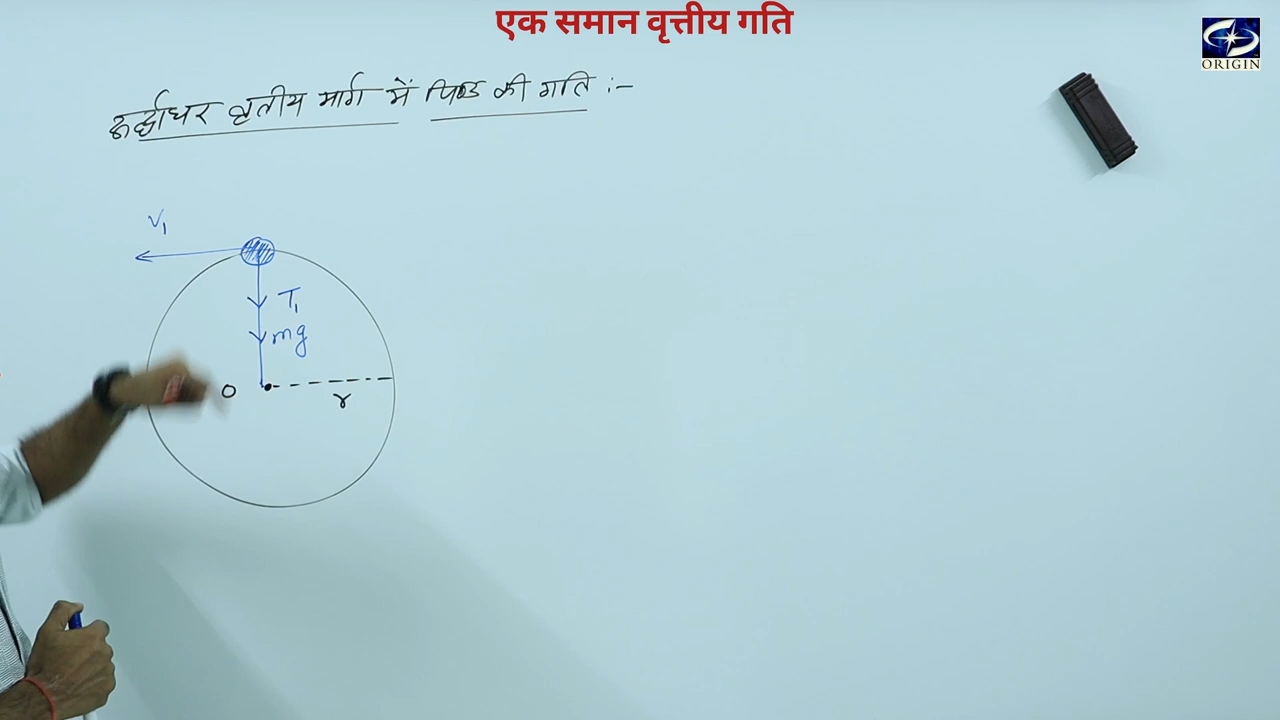 एक समान वृत्तीय गति
ORIGIN
ऊर्द्धाधर वृतीय मार्ग में पिण्ड की गति :-
V₁
T₁
mg
O
r